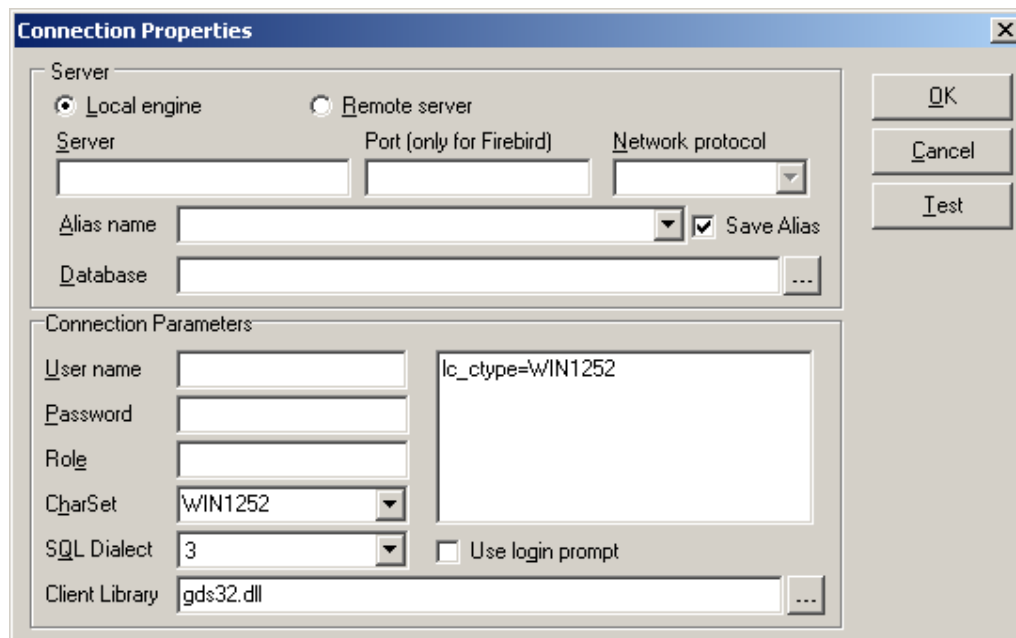 Connection Properties
Server
Local engine
Remote server
OK
Server
Port (only for Firebird)
Network protocol
Cancel
Alias name
Save Alias
Test
Database
...
Connection Parameters
User name
lc_ctype=WIN1252
Password
Role
CharSet
WIN1252
SQL Dialect
3
Use login prompt
Client Library
gds32.dll
...